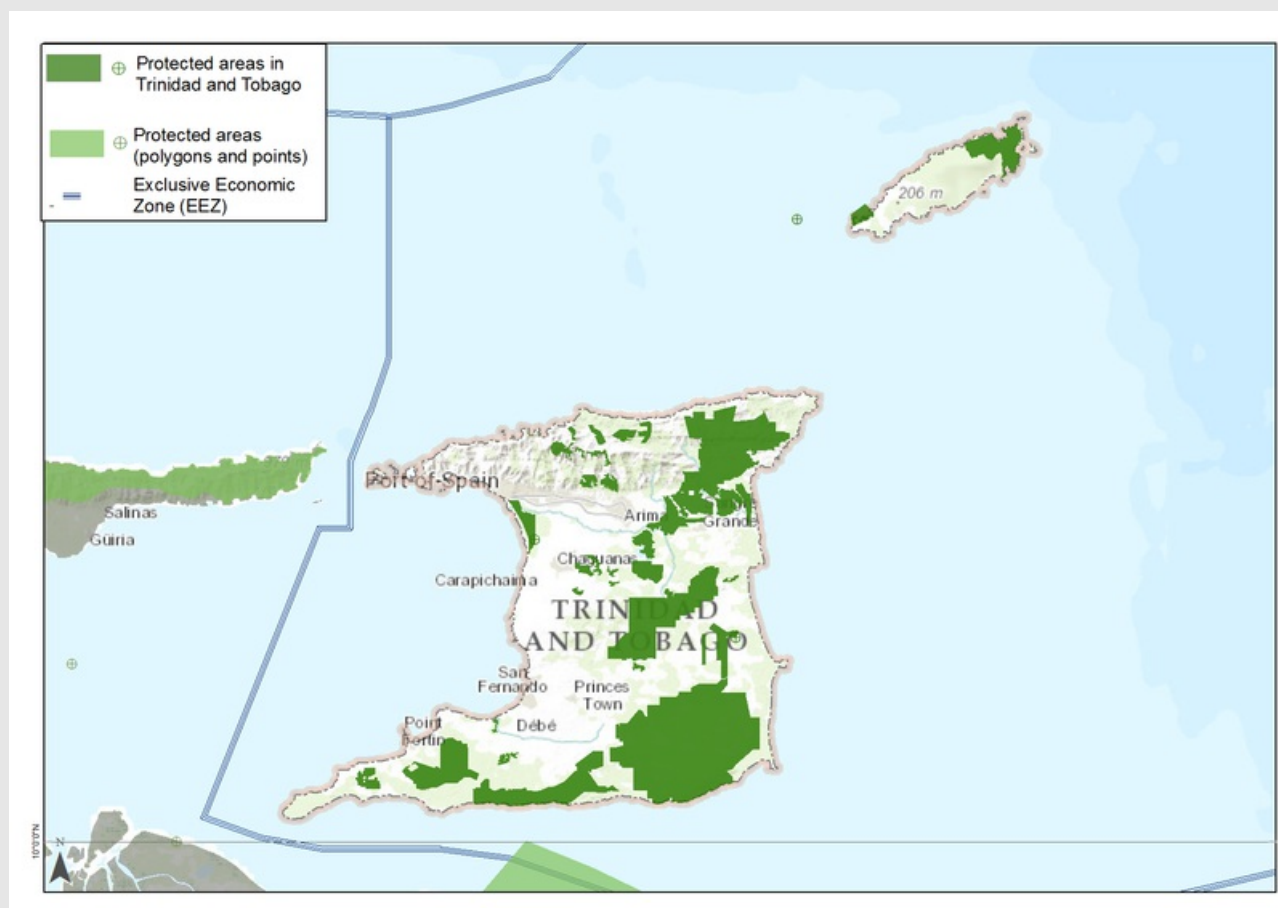 Protected areas in
Trinidad and Tobago
Protected areas
(polygons and points)
Exclusive Economic
Zone (EEZ)
206 m
Port-of-Spain
Salinas
Güiria
Arima
Grande
Chaguanas
Carapichaima
TRINIDAD
AND TOBAGO
San
Fernando
Princes
Town
Point
Fortin
Débé
10°0'0"N
N